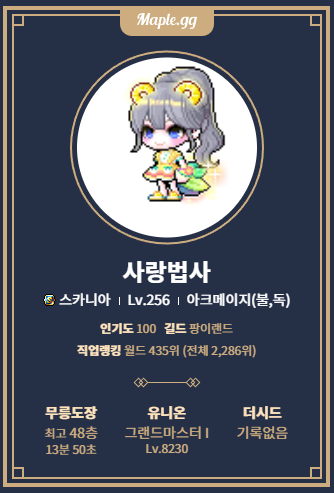 Maple.gg
사랑법사
스카니아 | Lv.256 | 아크메이지(불,독)
인기도 100 길드 팡이랜드
직업랭킹 월드 435위 (전체 2,286위)
무릉도장 유니온 더시드
최고 48층 그랜드마스터 I 기록없음
13분 50초 Lv.8230